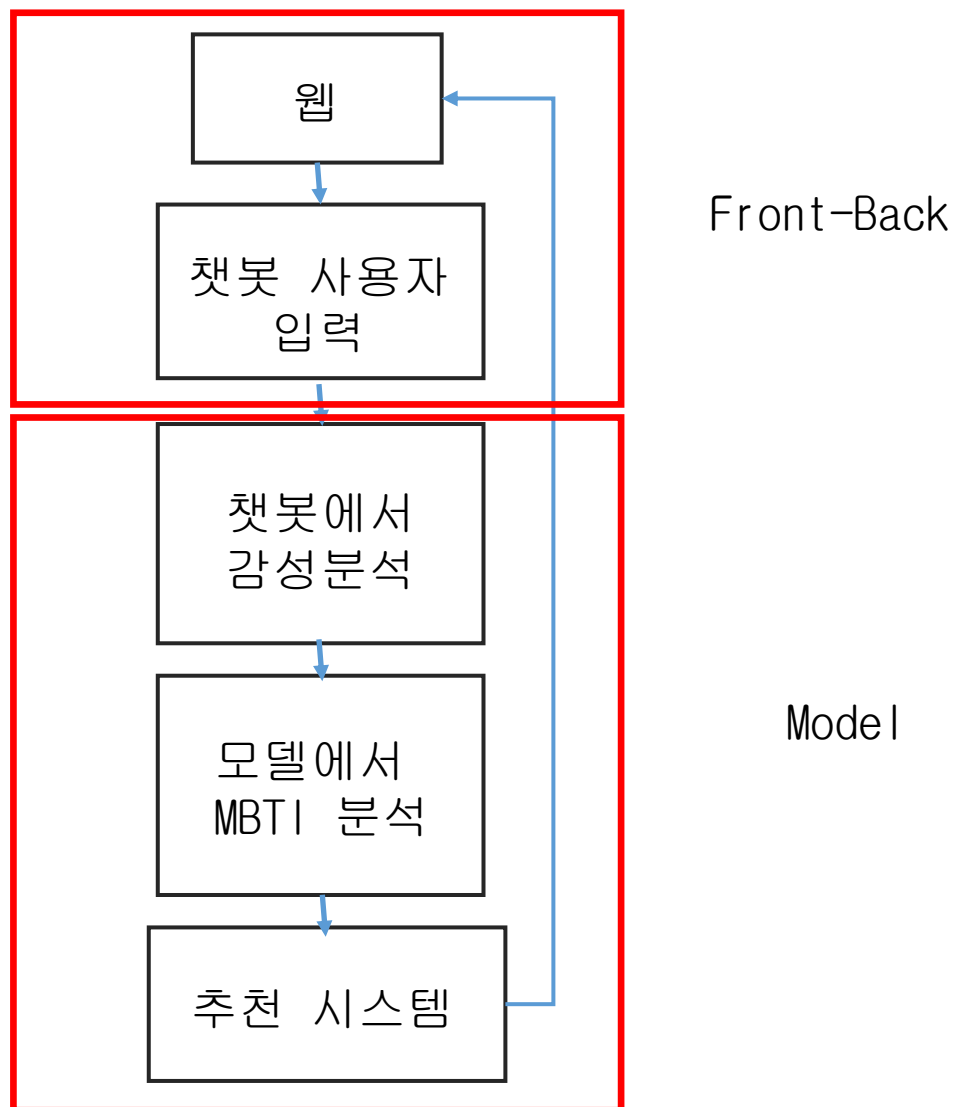 웹
챗봇 사용자
입력
Front-Back
챗봇에서
감성분석
모델에서
MBTI 분석
Model
추천 시스템